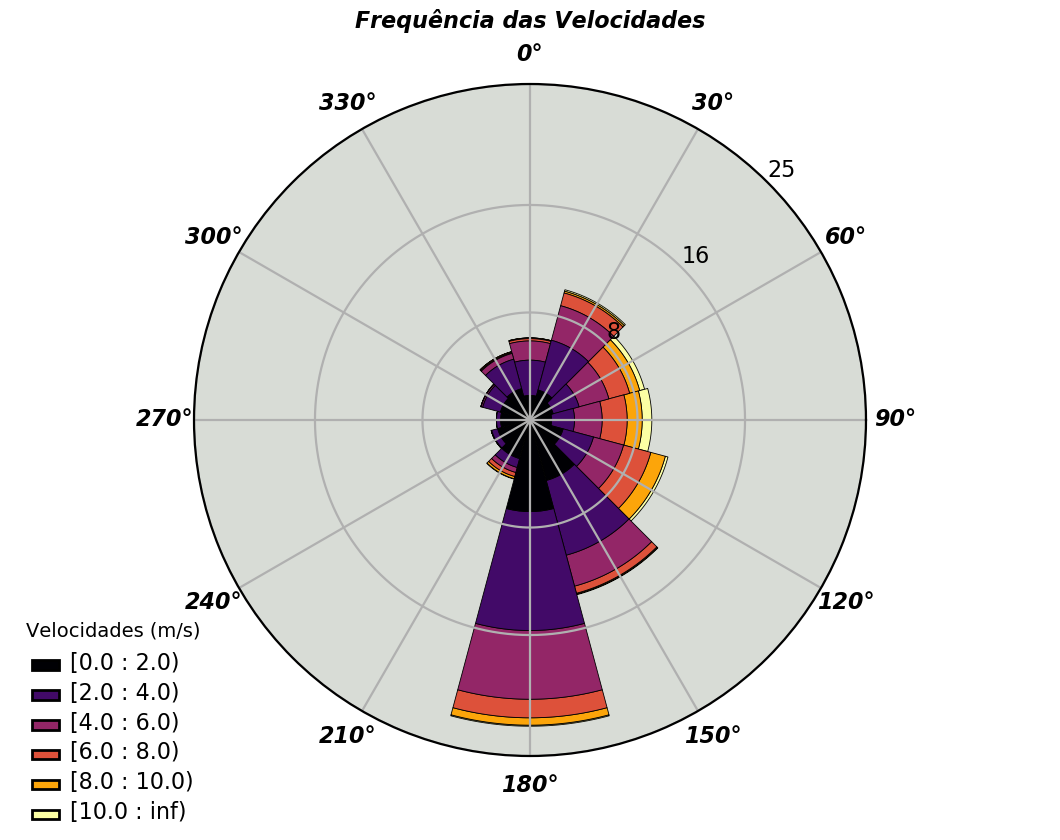 Frequência das Velocidades
0°
330°
30°
25
300°
60°
16
8
270°
90°
240°
120°
210°
150°
180°
Velocidades (m/s)
[0.0 : 2.0)
[2.0 : 4.0)
[4.0 : 6.0)
[6.0 : 8.0)
[8.0 : 10.0)
[10.0 : inf)